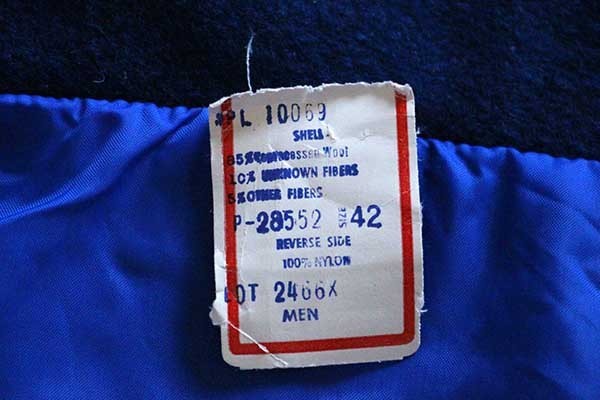 WPL 10069
SHELL
85% Reprocessed Wool
10% UNKNOWN FIBERS
5% OTHER FIBERS
P-28552 SIZE 42
REVERSE SIDE
100% NYLON
LOT 2466X
MEN